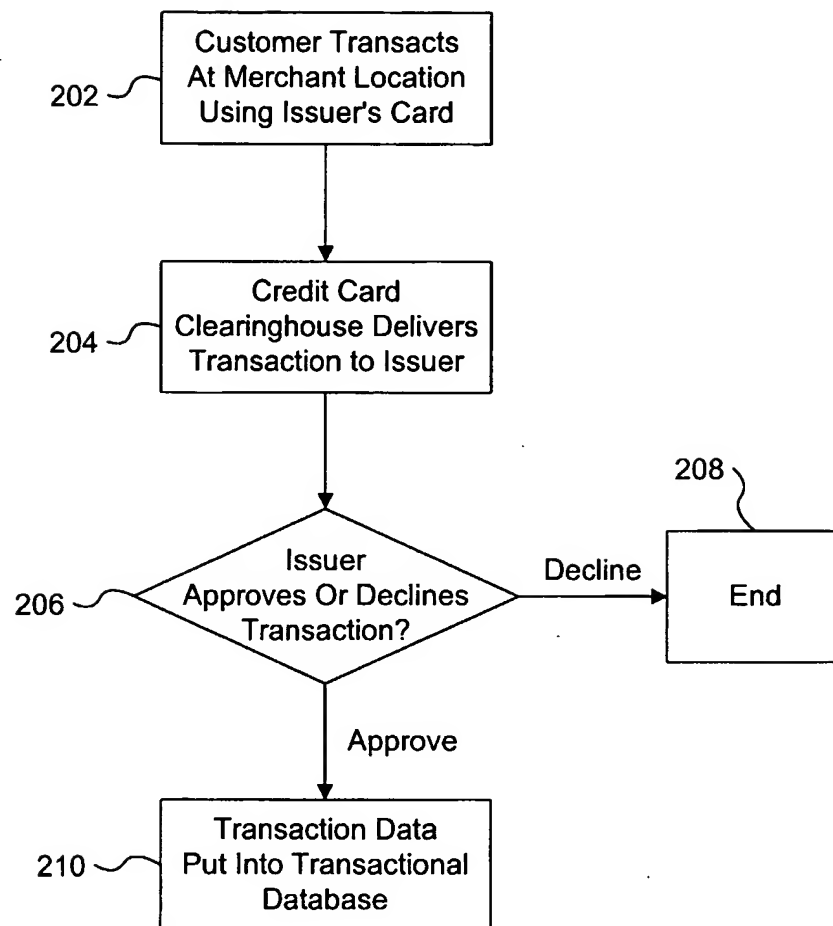 Customer Transacts
At Merchant Location
Using Issuer's Card
202
Credit Card
Clearinghouse Delivers
Transaction to Issuer
204
208
Issuer
Approves Or Declines
Transaction?
206
Decline
End
Approve
Transaction Data
Put Into Transactional
Database
210